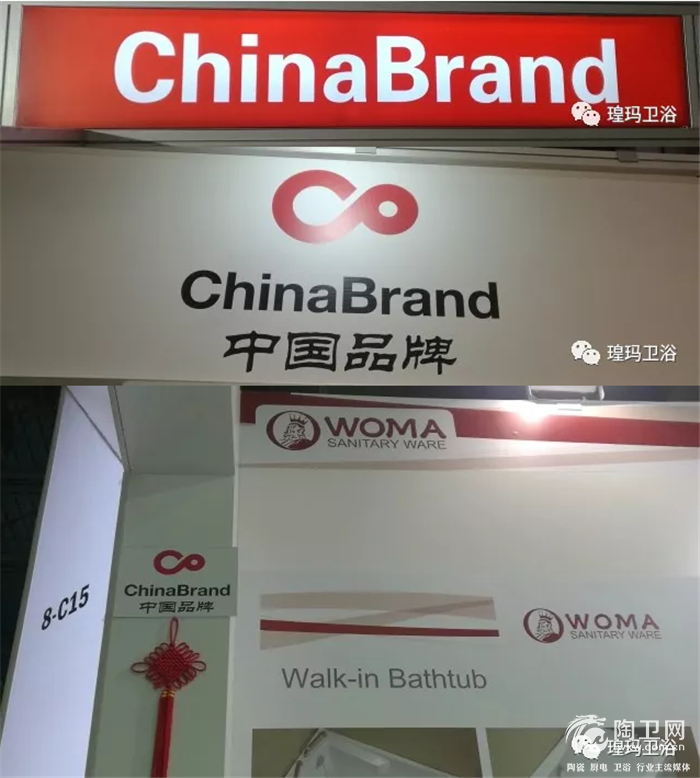 ChinaBrand
瑝玛卫浴
ChinaBrand
中国品牌
瑝玛卫浴
WOMA
SANITARY WARE
8-C15
ChinaBrand
中国品牌
WOMA
SANITARY WARE
Walk-in Bathtub
陶卫网
瑝玛卫浴
陶瓷 厨电 卫浴 行业主流媒体